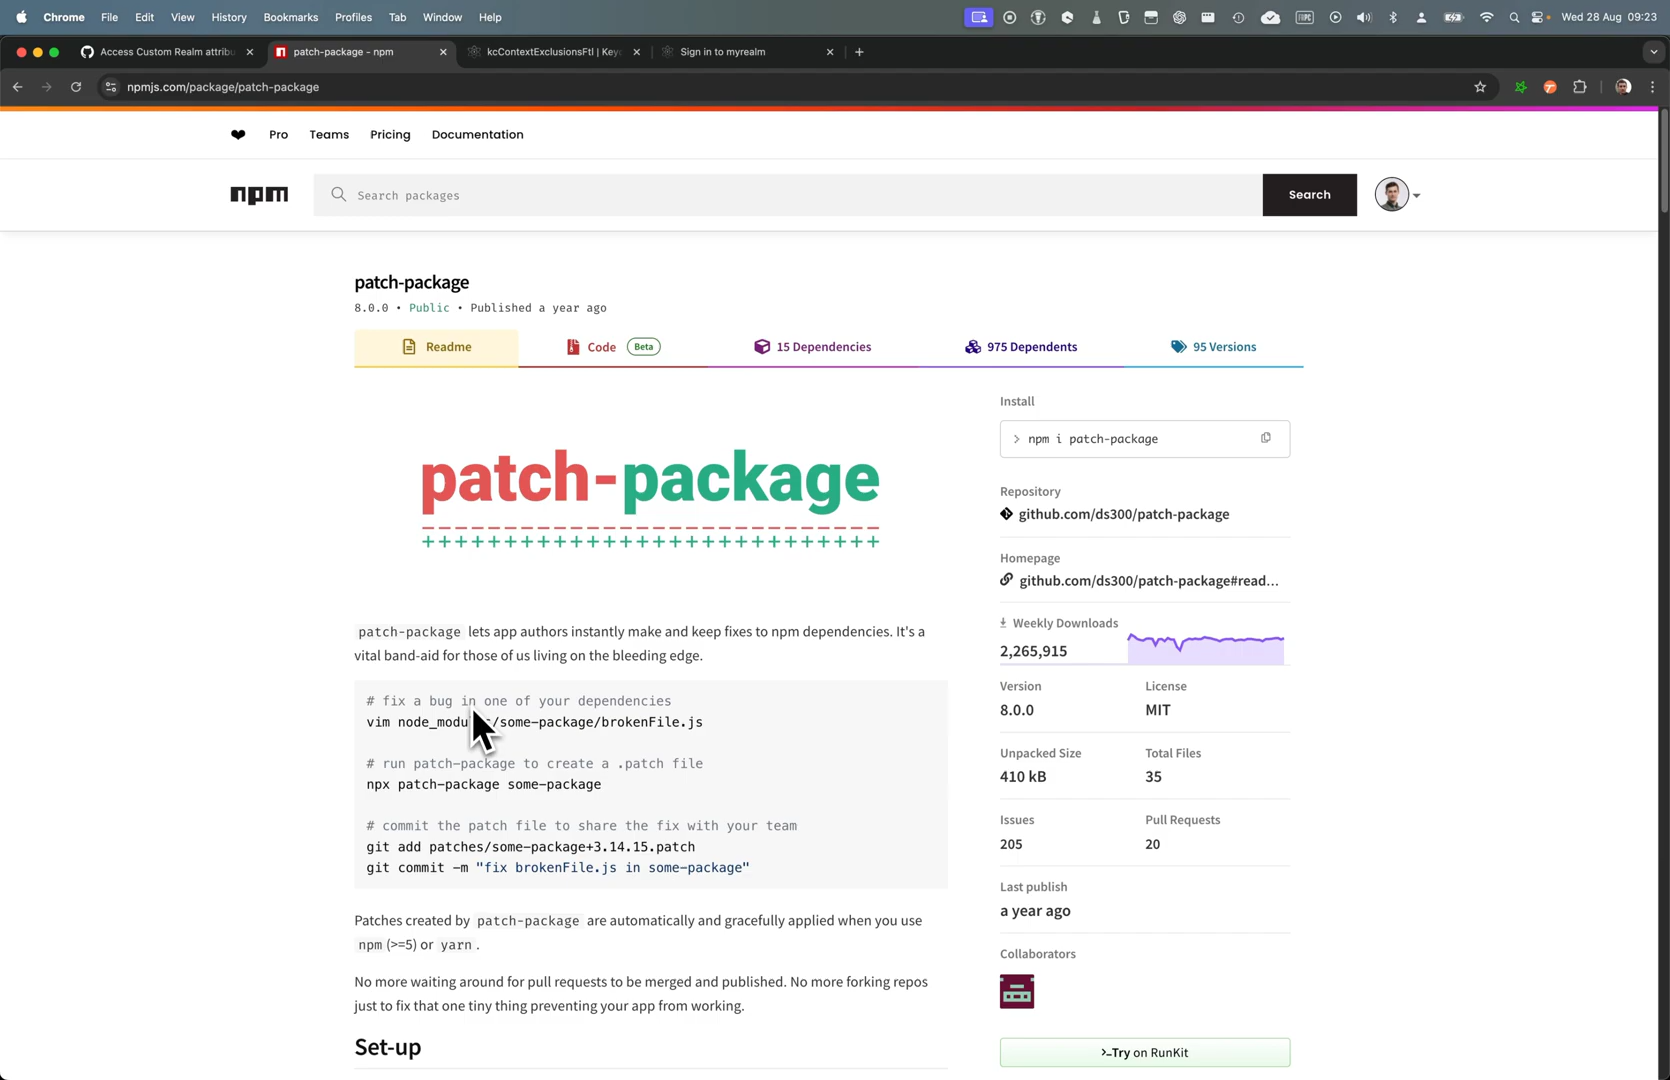 Chrome File Edit View History Bookmarks Profiles Tab Window Help Wed 28 Aug 09:23
Access Custom Realm attribu patch-package - npm kcContextExclusionsFtl | Keyc Sign in to myrealm
npmjs.com/package/patch-package
Pro Teams Pricing Documentation
npm Search packages Search
patch-package
8.0.0 • Public • Published a year ago
Readme Code Beta 15 Dependencies 975 Dependents 95 Versions
patch-package
------------------------
++++++++++++++++++++++++++++
patch-package lets app authors instantly make and keep fixes to npm dependencies. It's a
vital band-aid for those of us living on the bleeding edge.
# fix a bug in one of your dependencies
vim node_modu /some-package/brokenFile.js
# run patch-package to create a .patch file
npx patch-package some-package
# commit the patch file to share the fix with your team
git add patches/some-package+3.14.15.patch
git commit -m "fix brokenFile.js in some-package"
Patches created by patch-package are automatically and gracefully applied when you use
npm (>=5) or yarn .
No more waiting around for pull requests to be merged and published. No more forking repos
just to fix that one tiny thing preventing your app from working.
Set-up
Install
> npm i patch-package
Repository
github.com/ds300/patch-package
Homepage
github.com/ds300/patch-package#read...
Weekly Downloads
2,265,915
Version License
8.0.0 MIT
Unpacked Size Total Files
410 kB 35
Issues Pull Requests
205 20
Last publish
a year ago
Collaborators
>_Try on RunKit